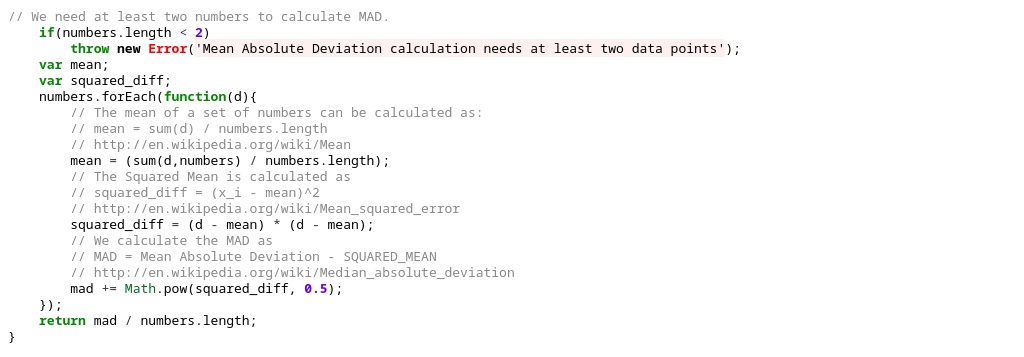 // We need at least two numbers to calculate MAD.
if(numbers.length < 2)
throw new Error('Mean Absolute Deviation calculation needs at least two data points');
var mean;
var squared_diff;
numbers.forEach(function(d){
// The mean of a set of numbers can be calculated as:
// mean = sum(d) / numbers.length
// http://en.wikipedia.org/wiki/Mean
mean = (sum(d,numbers) / numbers.length);
// The Squared Mean is calculated as
// squared_diff = (x_i - mean)^2
// http://en.wikipedia.org/wiki/Mean_squared_error
squared_diff = (d - mean) * (d - mean);
// We calculate the MAD as
// MAD = Mean Absolute Deviation - SQUARED_MEAN
// http://en.wikipedia.org/wiki/Median_absolute_deviation
mad += Math.pow(squared_diff, 0.5);
});
return mad / numbers.length;
}